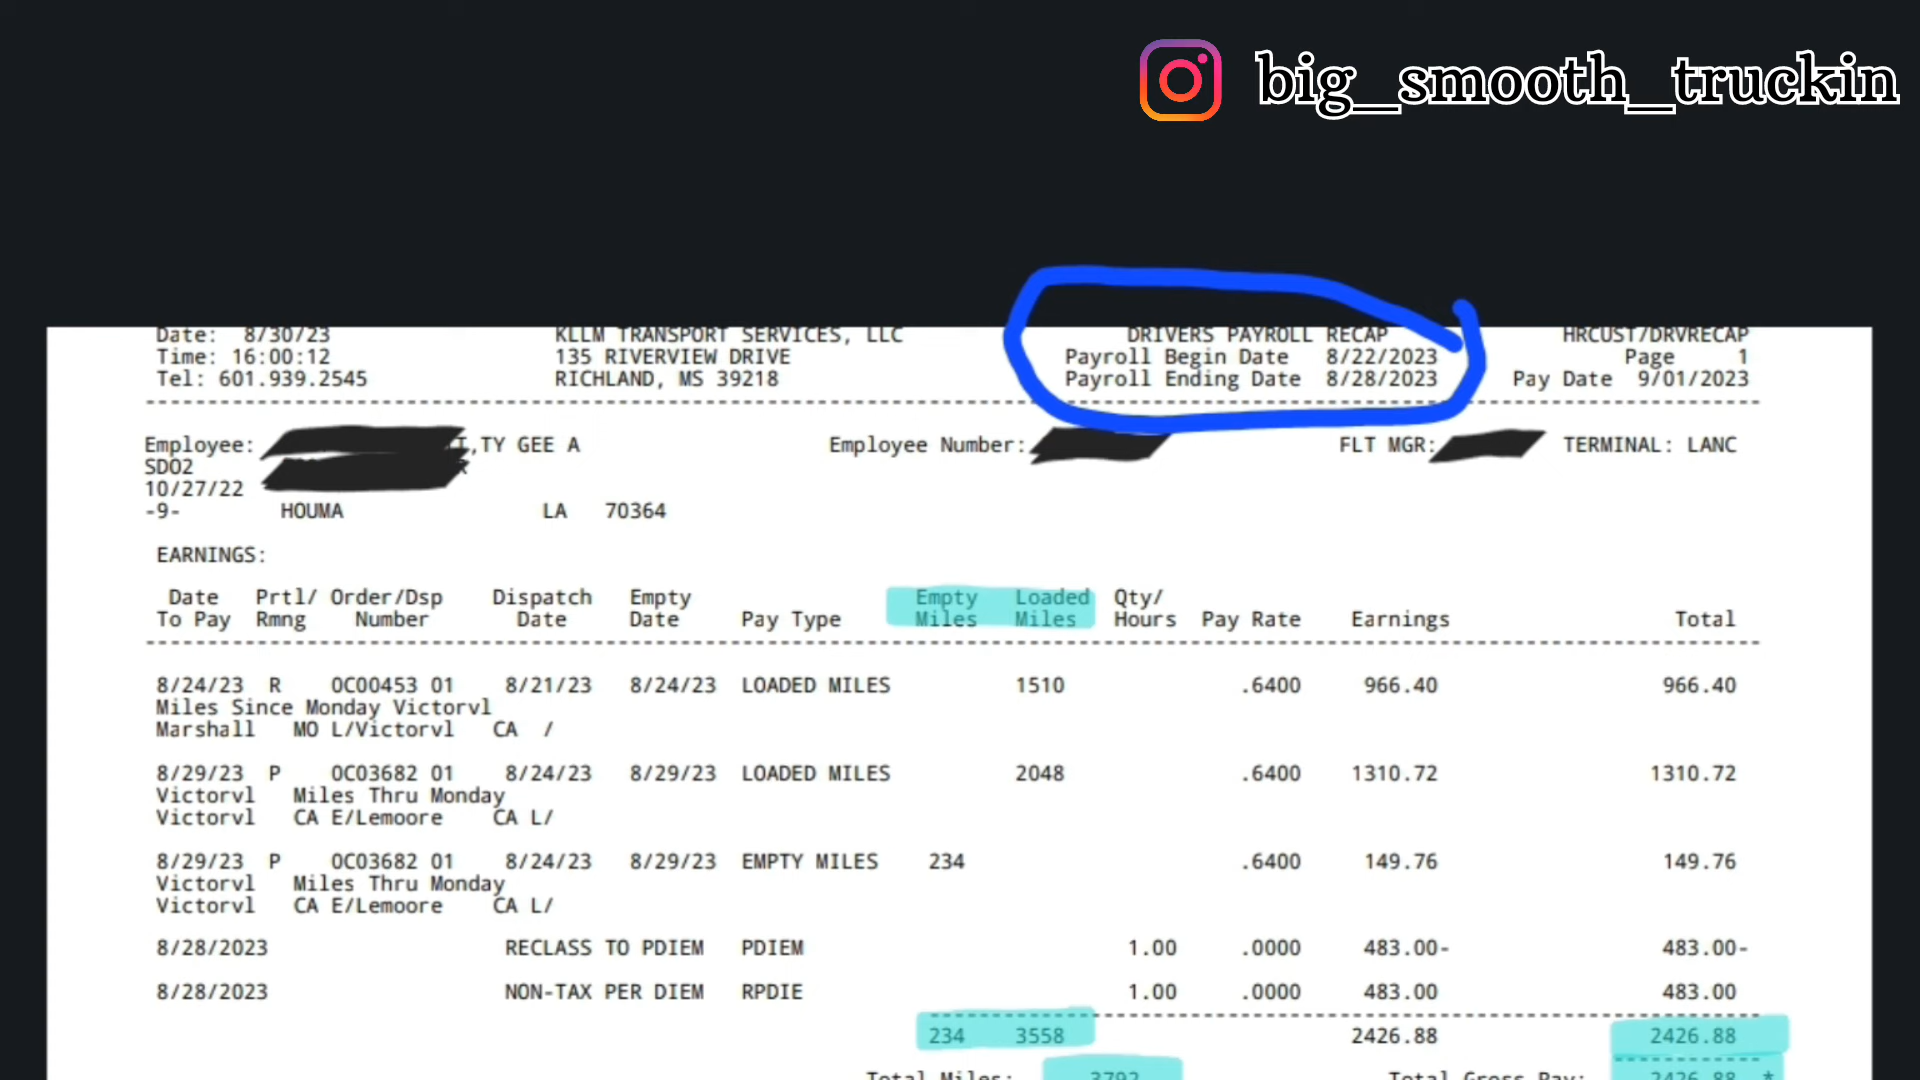 big_smooth_truckin
Date: 8/30/23 KLLM TRANSPORT SERVICES, LLC DRIVERS PAYROLL RECAP HRCUST/DRVRECAP
Time: 16:00:12 135 RIVERVIEW DRIVE Payroll Begin Date 8/22/2023 Page 1
Tel: 601.939.2545 RICHLAND, MS 39218 Payroll Ending Date 8/28/2023 Pay Date 9/01/2023
Employee: ,TY GEE A Employee Number: FLT MGR: TERMINAL: LANC
SD02
10/27/22
-9- HOUMA LA 70364
EARNINGS:
Date Prtl/ Order/Dsp Dispatch Empty Empty Loaded Qty/
To Pay Rmng Number Date Date Pay Type Miles Miles Hours Pay Rate Earnings Total
8/24/23 R 0C00453 01 8/21/23 8/24/23 LOADED MILES 1510 .6400 966.40 966.40
Miles Since Monday Victorvl
Marshall MO L/Victorvl CA /
8/29/23 P 0C03682 01 8/24/23 8/29/23 LOADED MILES 2048 .6400 1310.72 1310.72
Victorvl Miles Thru Monday
Victorvl CA E/Lemoore CA L/
8/29/23 P 0C03682 01 8/24/23 8/29/23 EMPTY MILES 234 .6400 149.76 149.76
Victorvl Miles Thru Monday
Victorvl CA E/Lemoore CA L/
8/28/2023 RECLASS TO PDIEM PDIEM 1.00 .0000 483.00- 483.00-
8/28/2023 NON-TAX PER DIEM RPDIE 1.00 .0000 483.00 483.00
234 3558 2426.88 2426.88
Total Miles: 3792 Total Gross Pay: 2426.88 *